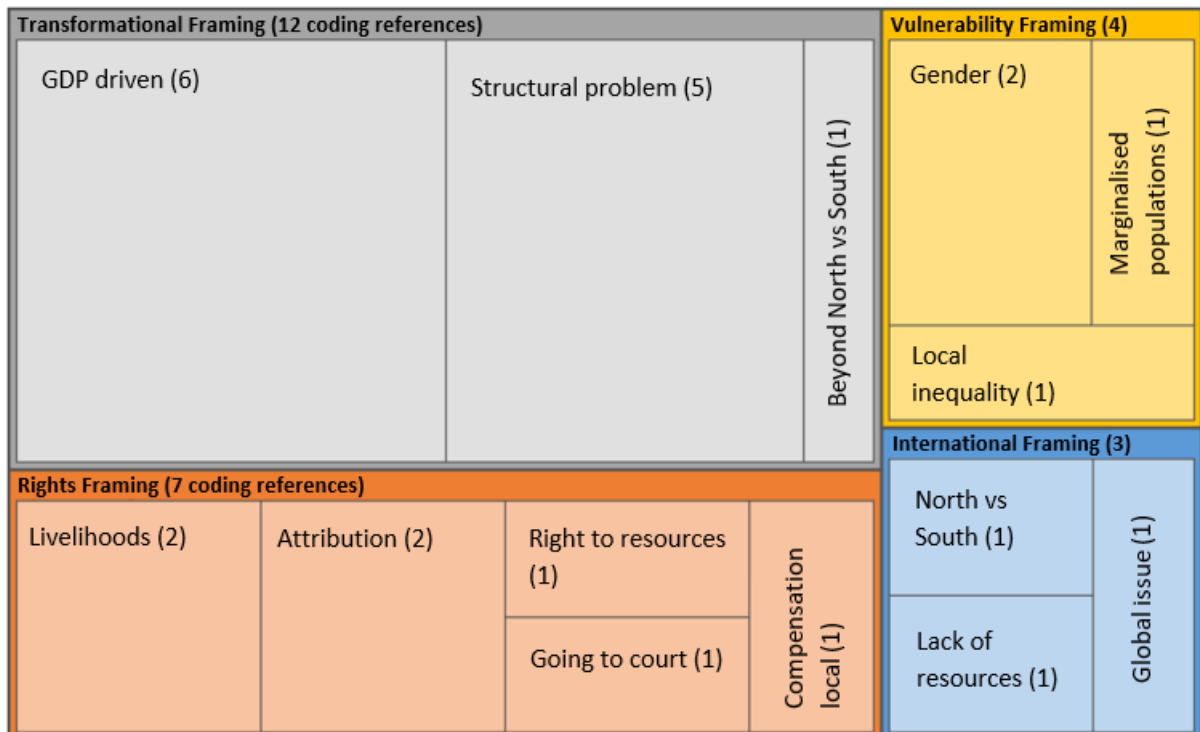 Transformational Framing (12 coding references)
GDP driven (6)
Structural problem (5)
Beyond North vs South (1)
Vulnerability Framing (4)
Gender (2)
Marginalised
populations (1)
Local
inequality (1)
Rights Framing (7 coding references)
Livelihoods (2)
Attribution (2)
Right to resources
(1)
Going to court (1)
Compensation
local (1)
International Framing (3)
North vs
South (1)
Lack of
resources (1)
Global issue (1)